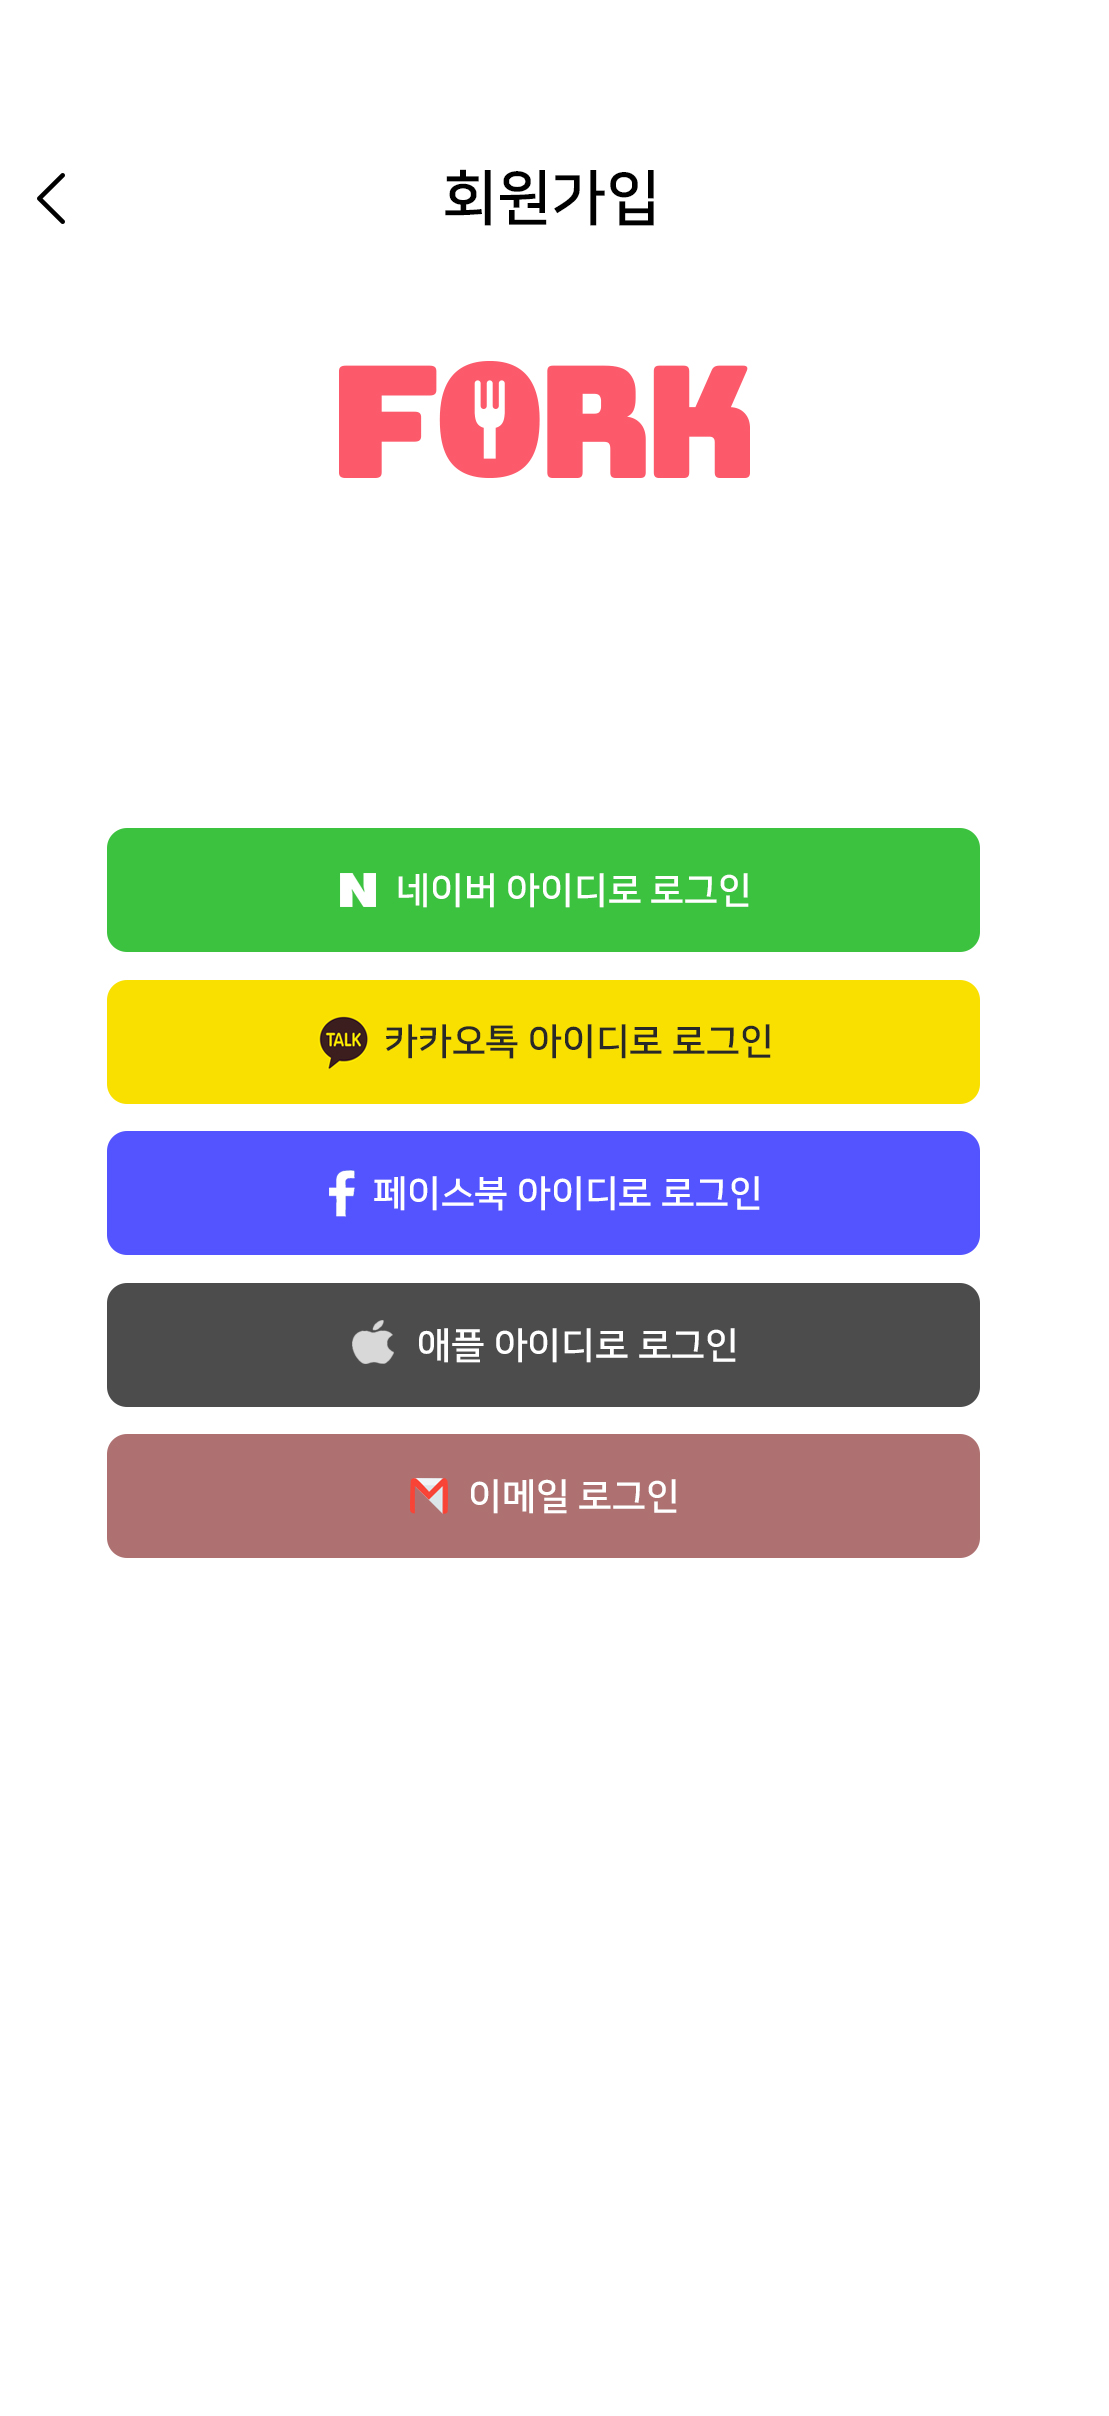 회원가입
FORK
N 네이버 아이디로 로그인
TALK 카카오톡 아이디로 로그인
f 페이스북 아이디로 로그인
애플 아이디로 로그인
M 이메일 로그인